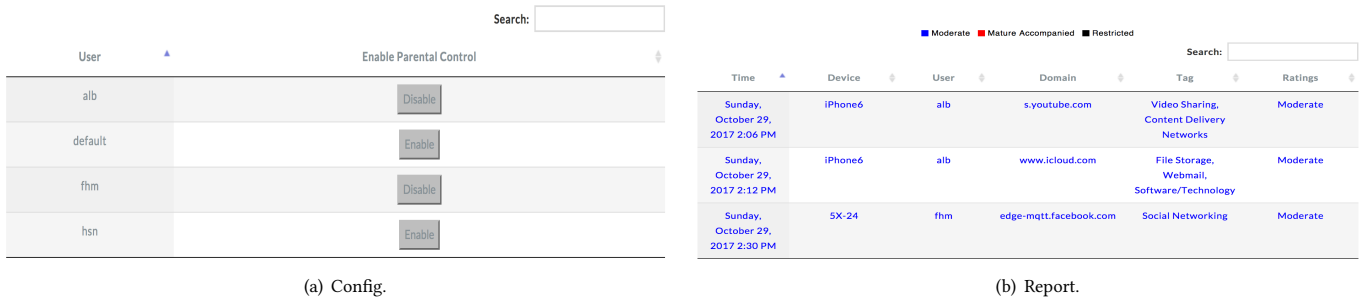 Search:
User Enable Parental Control
alb Disable
default Enable
fhm Disable
hsn Enable
(a) Config.
Moderate Mature Accompanied Restricted
Search:
Time Device User Domain Tag Ratings
Sunday, iPhone6 alb s.youtube.com Video Sharing, Moderate
October 29, Content Delivery
2017 2:06 PM Networks
Sunday, iPhone6 alb www.icloud.com File Storage, Moderate
October 29, Webmail,
2017 2:12 PM Software/Technology
Sunday, 5X-24 fhm edge-mqtt.facebook.com Social Networking Moderate
October 29,
2017 2:30 PM
(b) Report.